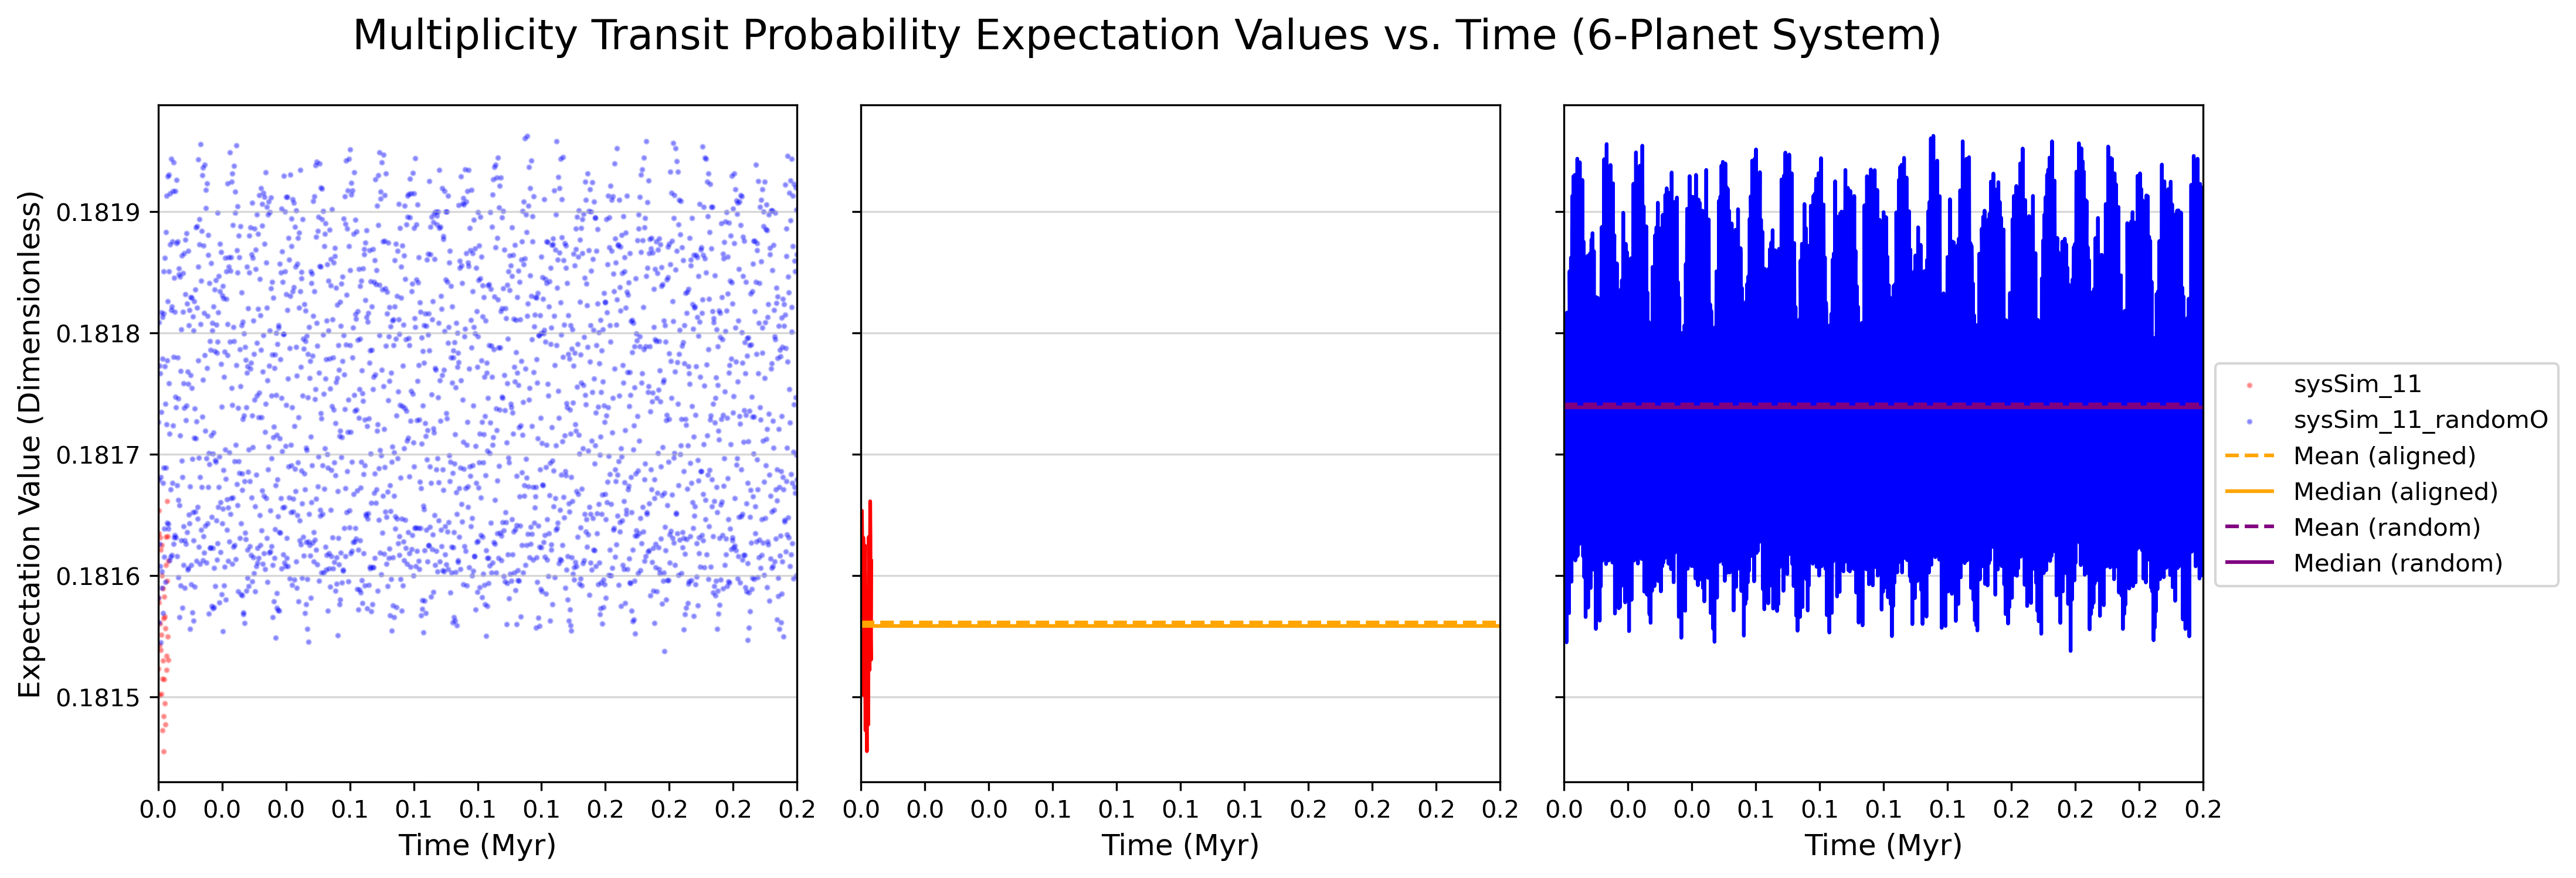 Multiplicity Transit Probability Expectation Values vs. Time (6-Planet System)
Expectation Value (Dimensionless)
0.1819
0.1818
0.1817
0.1816
0.1815
0.0 0.0 0.0 0.1 0.1 0.1 0.1 0.2 0.2 0.2 0.2
Time (Myr)
0.0 0.0 0.0 0.1 0.1 0.1 0.1 0.2 0.2 0.2 0.2
Time (Myr)
0.0 0.0 0.0 0.1 0.1 0.1 0.1 0.2 0.2 0.2 0.2
Time (Myr)
sysSim_11
sysSim_11_randomO
Mean (aligned)
Median (aligned)
Mean (random)
Median (random)